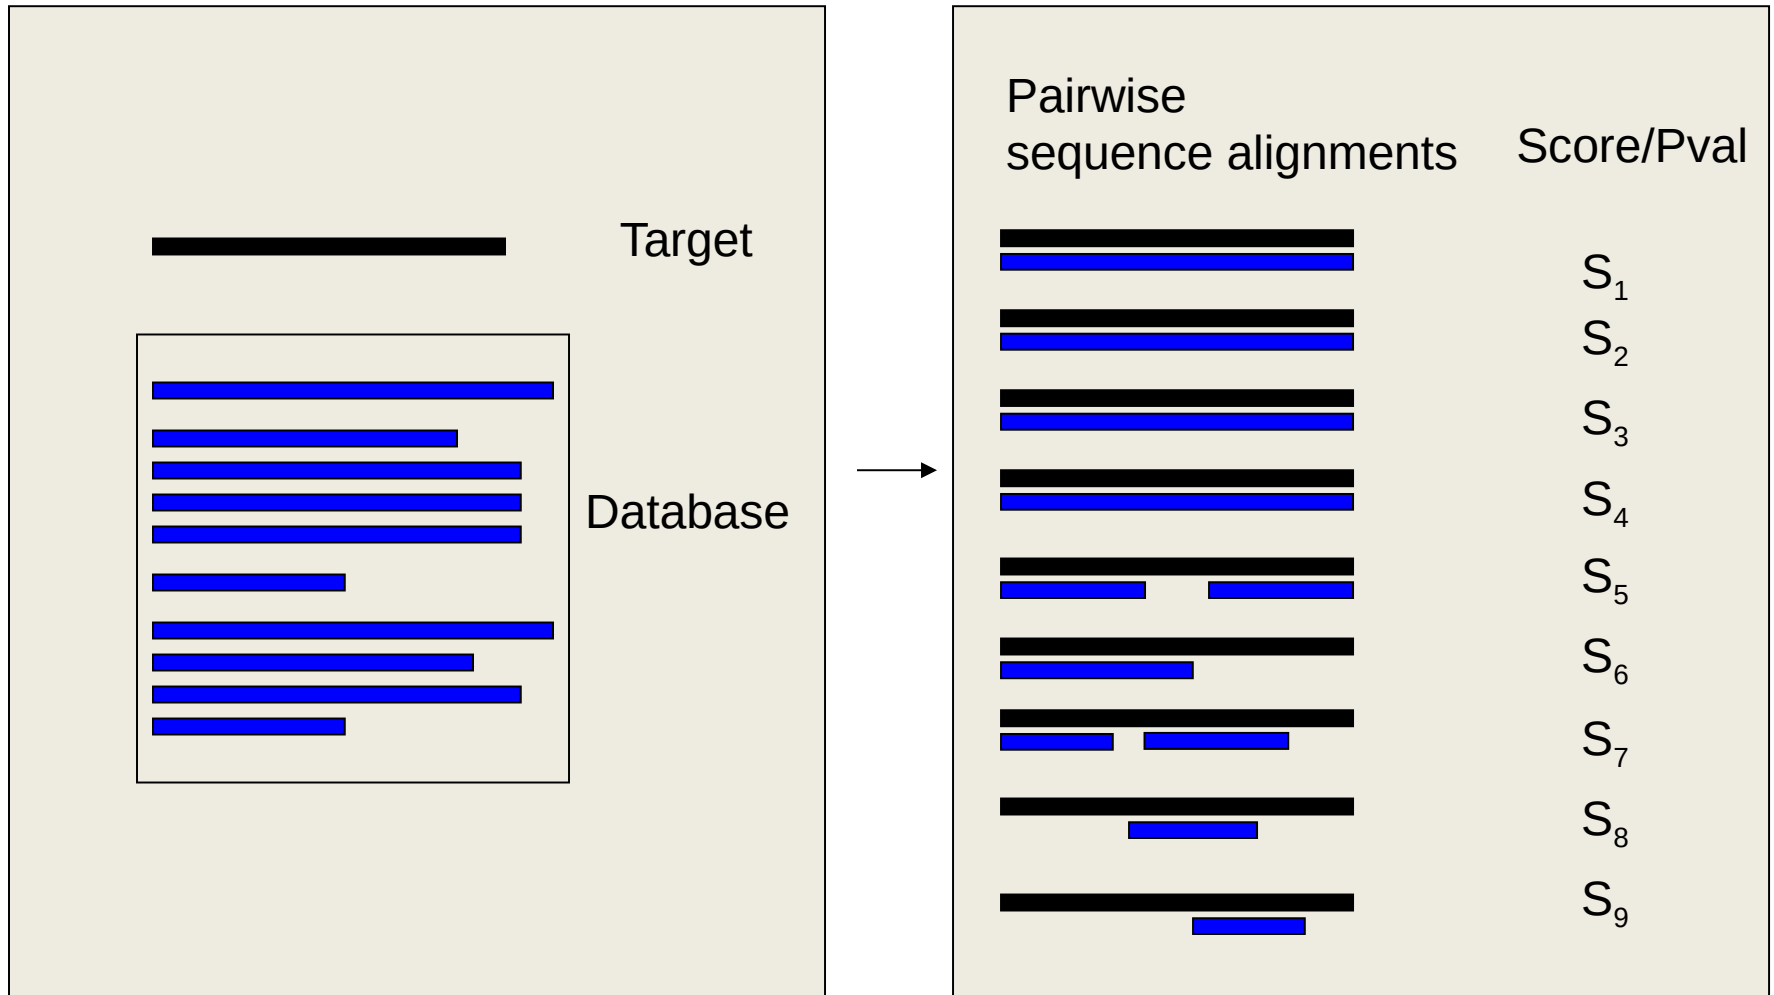 Target
Database
Pairwise
sequence alignments
Score/Pval
S1
S2
S3
S4
S5
S6
S7
S8
S9